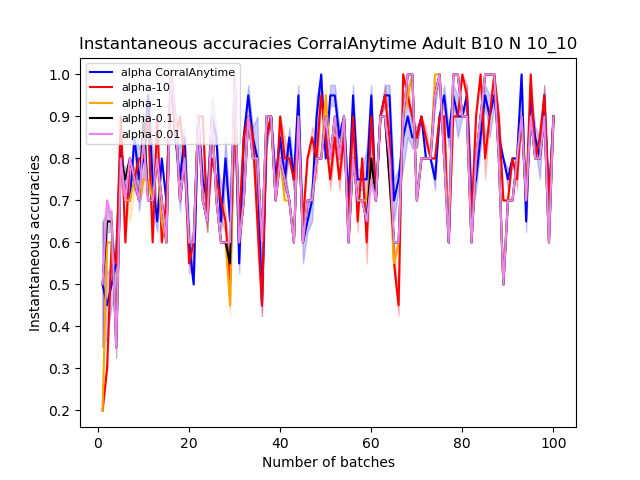 Instantaneous accuracies CorralAnytime Adult B10 N 10_10
alpha CorralAnytime
alpha-10
alpha-1
alpha-0.1
alpha-0.01
1.0
0.9
0.8
0.7
0.6
0.5
0.4
0.3
0.2
Instantaneous accuracies
0
20
40
60
80
100
Number of batches